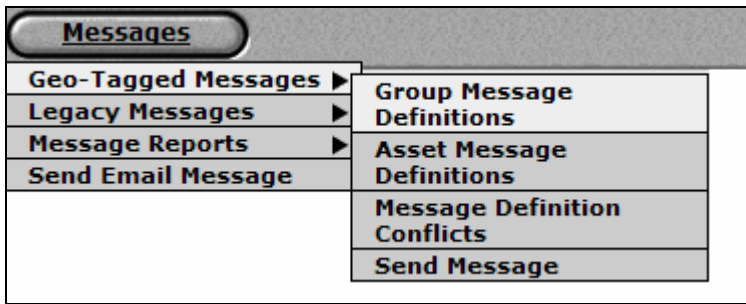 Messages
Geo-Tagged Messages
Legacy Messages
Message Reports
Send Email Message
Group Message
Definitions
Asset Message
Definitions
Message Definition
Conflicts
Send Message